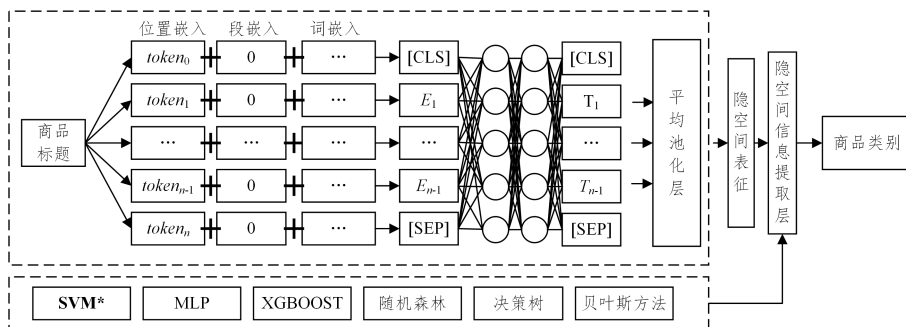 位置嵌入 段嵌入 词嵌入
token₀ + 0 + … [CLS] [CLS]
token₁ + 0 + … E₁ T₁
… + 0 + … … …
tokenₙ₋₁ + 0 + … Eₙ₋₁ Tₙ₋₁
tokenₙ + 0 + … [SEP] [SEP]
商品
标题
平均池化层
隐空间表征
隐空间信息提取层
商品类别
SVM* MLP XGBOOST 随机森林 决策树 贝叶斯方法